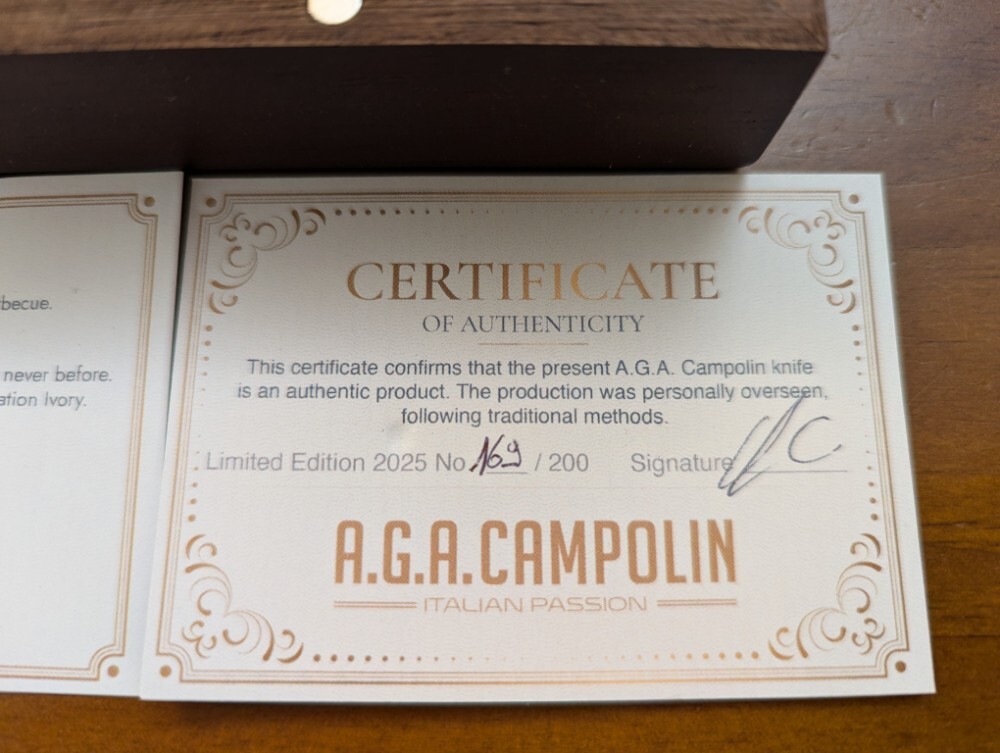 becue.
never before.
ation Ivory.
CERTIFICATE
OF AUTHENTICITY
This certificate confirms that the present A.G.A. Campolin knife
is an authentic product. The production was personally overseen,
following traditional methods.
Limited Edition 2025 No 169 / 200 Signature
A.G.A.CAMPOLIN
ITALIAN PASSION